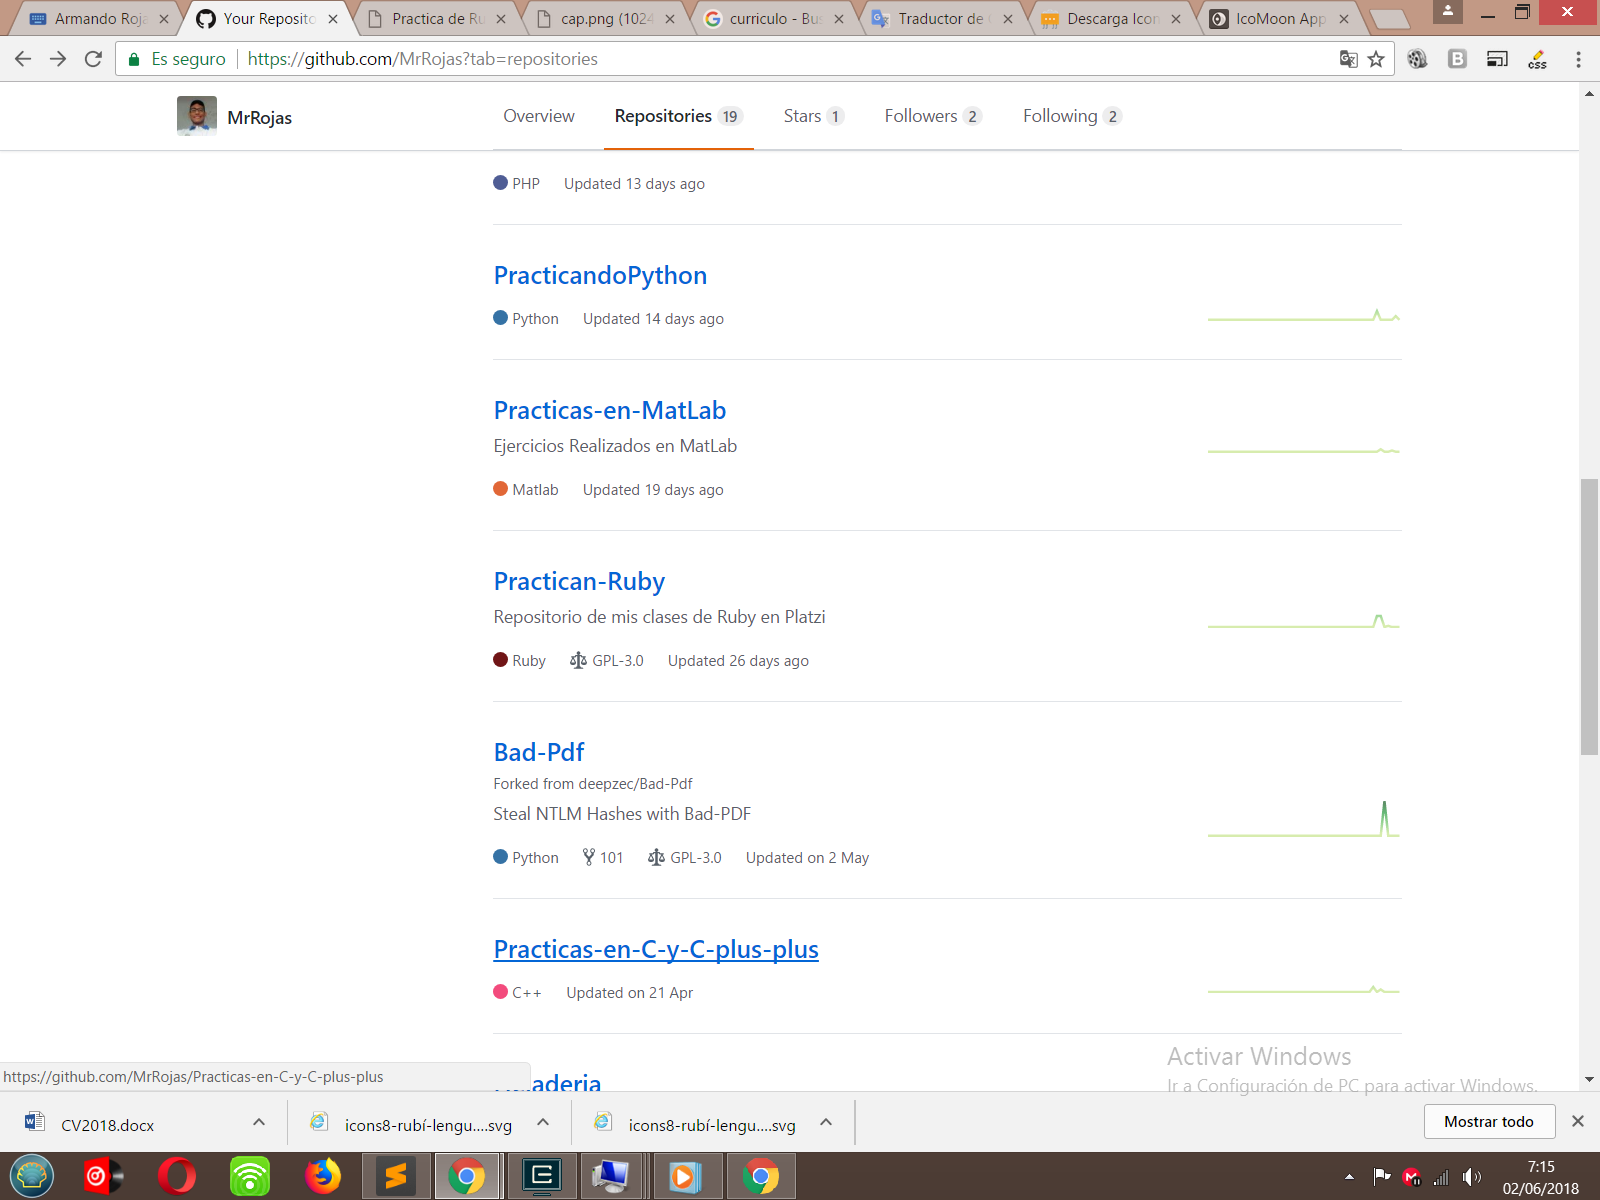 Armando Roja
Your Reposito
Practica de Ru
cap.png (1024
curriculo - Bus
Traductor de G
Descarga Icon
IcoMoon App
Es seguro
https://github.com/MrRojas?tab=repositories
MrRojas
Overview
Repositories 19
Stars 1
Followers 2
Following 2
PHP Updated 13 days ago
PracticandoPython
Python Updated 14 days ago
Practicas-en-MatLab
Ejercicios Realizados en MatLab
Matlab Updated 19 days ago
Practican-Ruby
Repositorio de mis clases de Ruby en Platzi
Ruby GPL-3.0 Updated 26 days ago
Bad-Pdf
Forked from deepzec/Bad-Pdf
Steal NTLM Hashes with Bad-PDF
Python 101 GPL-3.0 Updated on 2 May
Practicas-en-C-y-C-plus-plus
C++ Updated on 21 Apr
Activar Windows
Ir a Configuración de PC para activar Windows.
https://github.com/MrRojas/Practicas-en-C-y-C-plus-plus
CV2018.docx
icons8-rubí-lengu....svg
icons8-rubí-lengu....svg
Mostrar todo
7:15
02/06/2018